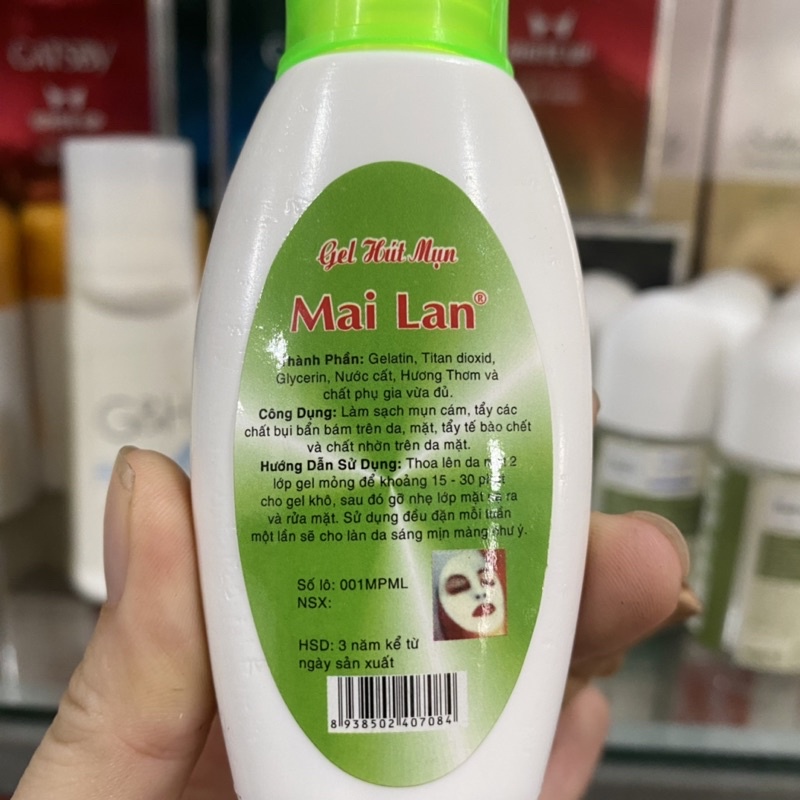 GATSBY
Gel Hút Mụn
Mai Lan®
Thành Phần: Gelatin, Titan dioxid,
Glycerin, Nước cất, Hương Thơm và
chất phụ gia vừa đủ.
Công Dụng: Làm sạch mụn cám, tẩy các
chất bụi bẩn bám trên da, mặt, tẩy tế bào chết
và chất nhờn trên da mặt.
Hướng Dẫn Sử Dụng: Thoa lên da mặt 2
lớp gel mỏng để khoảng 15 - 30 phút
cho gel khô, sau đó gỡ nhẹ lớp mặt nạ ra
và rửa mặt. Sử dụng đều đặn mỗi tuần
một lần sẽ cho làn da sáng mịn màng như ý.
Số lô: 001MPML
NSX:
HSD: 3 năm kể từ
ngày sản xuất
8 938502 407084